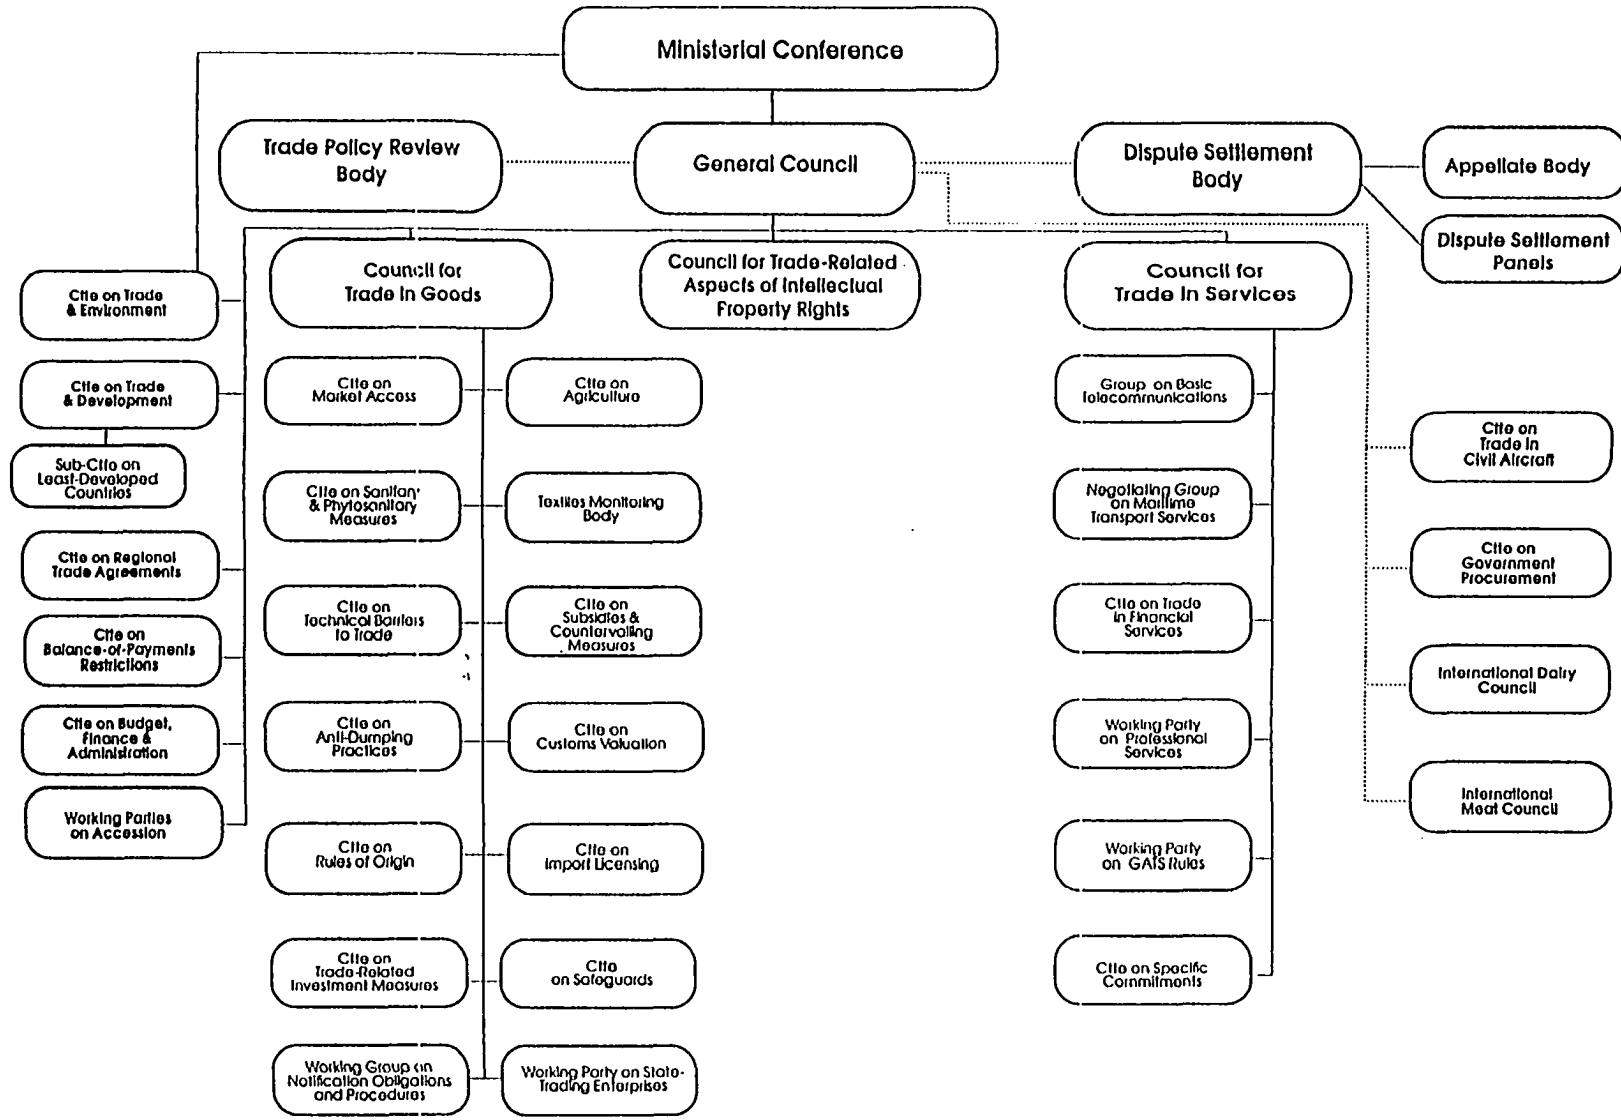 Ministerial Conference
Trade Policy Review
Body
General Council
Dispute Settlement
Body
Appellate Body
Dispute Settlement
Panels
Council for
Trade in Goods
Council for Trade-Related
Aspects of Intellectual
Property Rights
Council for
Trade in Services
Ctte on Trade
& Environment
Ctte on Trade
& Development
Sub-Ctte on
Least-Developed
Countries
Ctte on Regional
Trade Agreements
Ctte on
Balance-of-Payments
Restrictions
Ctte on Budget,
Finance &
Administration
Working Parties
on Accession
Ctte on
Market Access
Ctte on
Agriculture
Ctte on Sanitary
& Phytosanitary
Measures
Textiles Monitoring
Body
Ctte on
Technical Barriers
to Trade
Ctte on
Subsidies &
Countervailing
Measures
Ctte on
Anti-Dumping
Practices
Ctte on
Customs Valuation
Ctte on
Rules of Origin
Ctte on
Import Licensing
Ctte on
Trade-Related
Investment Measures
Ctte
on Safeguards
Working Group on
Notification Obligations
and Procedures
Working Party on State-
Trading Enterprises
Group on Basic
Telecommunications
Negotiating Group
on Maritime
Transport Services
Ctte on Trade
in Financial
Services
Working Party
on Professional
Services
Working Party
on GATS Rules
Ctte on Specific
Commitments
Ctte on
Trade in
Civil Aircraft
Ctte on
Government
Procurement
International Dairy
Council
International
Meat Council